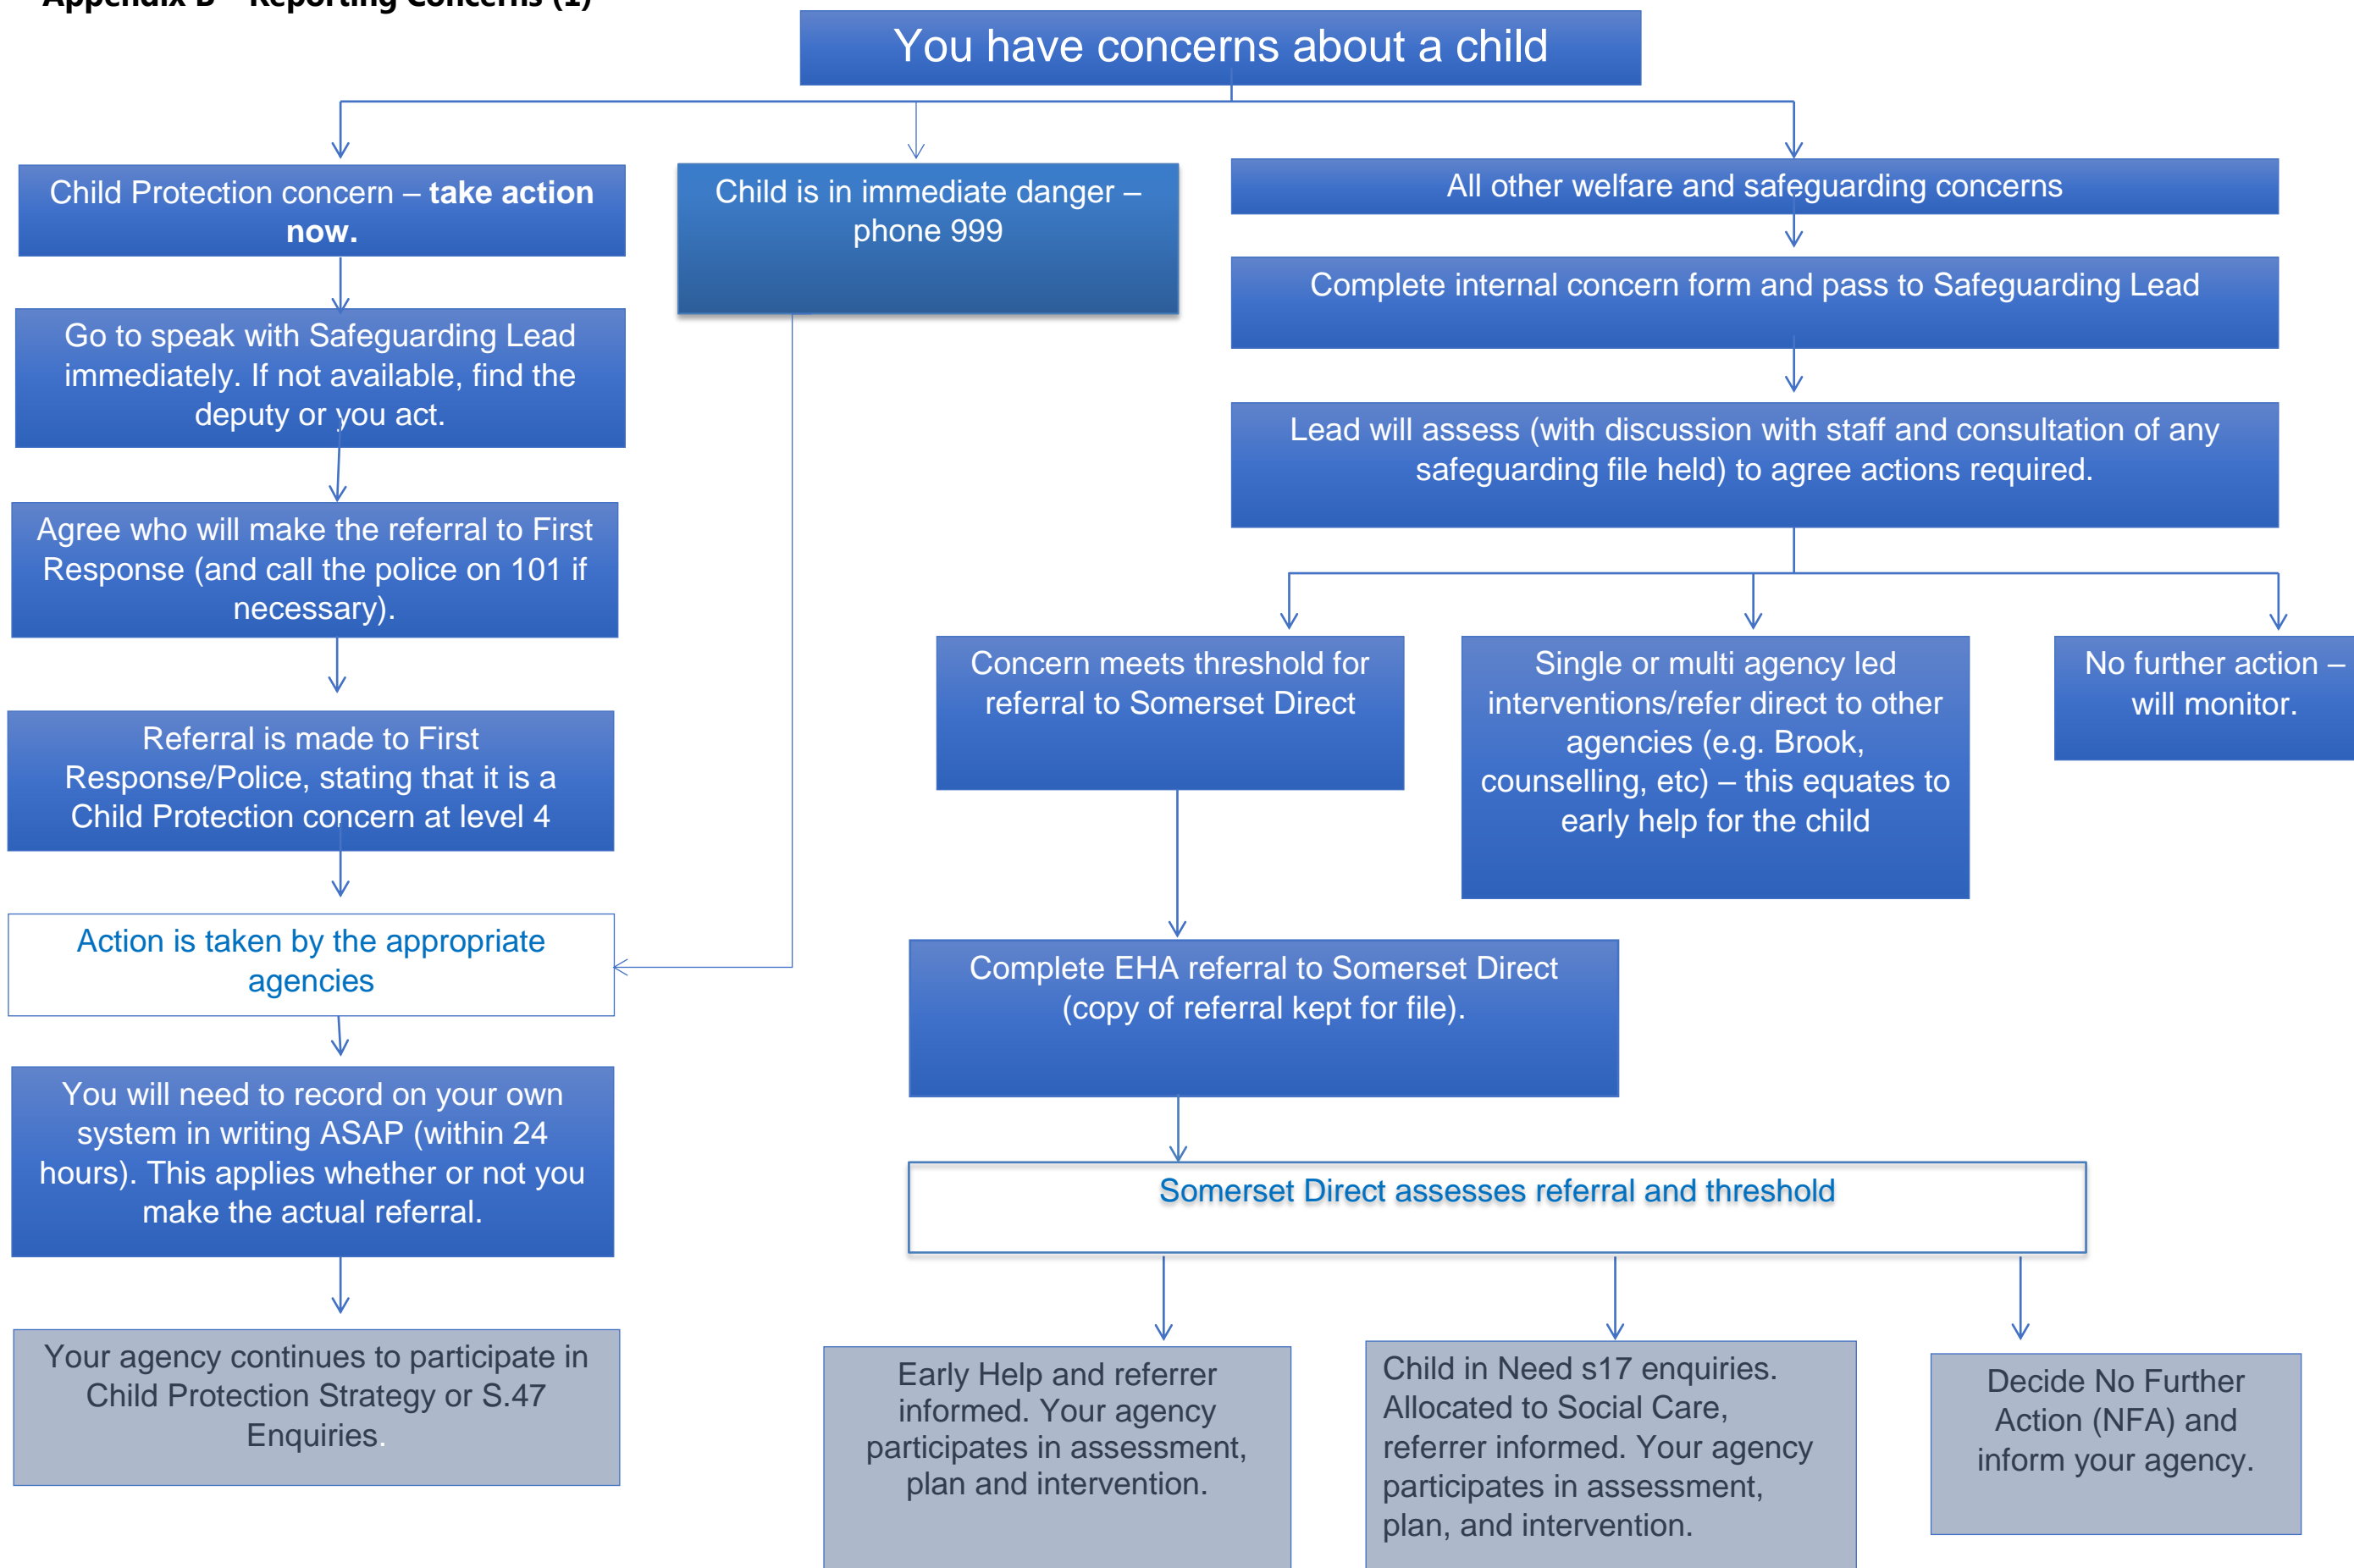 Appendix B – Reporting Concerns (1)
You have concerns about a child
Child Protection concern – take action
now.
Go to speak with Safeguarding Lead
immediately. If not available, find the
deputy or you act.
Agree who will make the referral to First
Response (and call the police on 101 if
necessary).
Referral is made to First
Response/Police, stating that it is a
Child Protection concern at level 4
Action is taken by the appropriate
agencies
You will need to record on your own
system in writing ASAP (within 24
hours). This applies whether or not you
make the actual referral.
Your agency continues to participate in
Child Protection Strategy or S.47
Enquiries.
Child is in immediate danger –
phone 999
All other welfare and safeguarding concerns
Complete internal concern form and pass to Safeguarding Lead
Lead will assess (with discussion with staff and consultation of any
safeguarding file held) to agree actions required.
Concern meets threshold for
referral to Somerset Direct
Single or multi agency led
interventions/refer direct to other
agencies (e.g. Brook,
counselling, etc) – this equates to
early help for the child
No further action –
will monitor.
Complete EHA referral to Somerset Direct
(copy of referral kept for file).
Somerset Direct assesses referral and threshold
Early Help and referrer
informed. Your agency
participates in assessment,
plan and intervention.
Child in Need s17 enquiries.
Allocated to Social Care,
referrer informed. Your agency
participates in assessment,
plan, and intervention.
Decide No Further
Action (NFA) and
inform your agency.